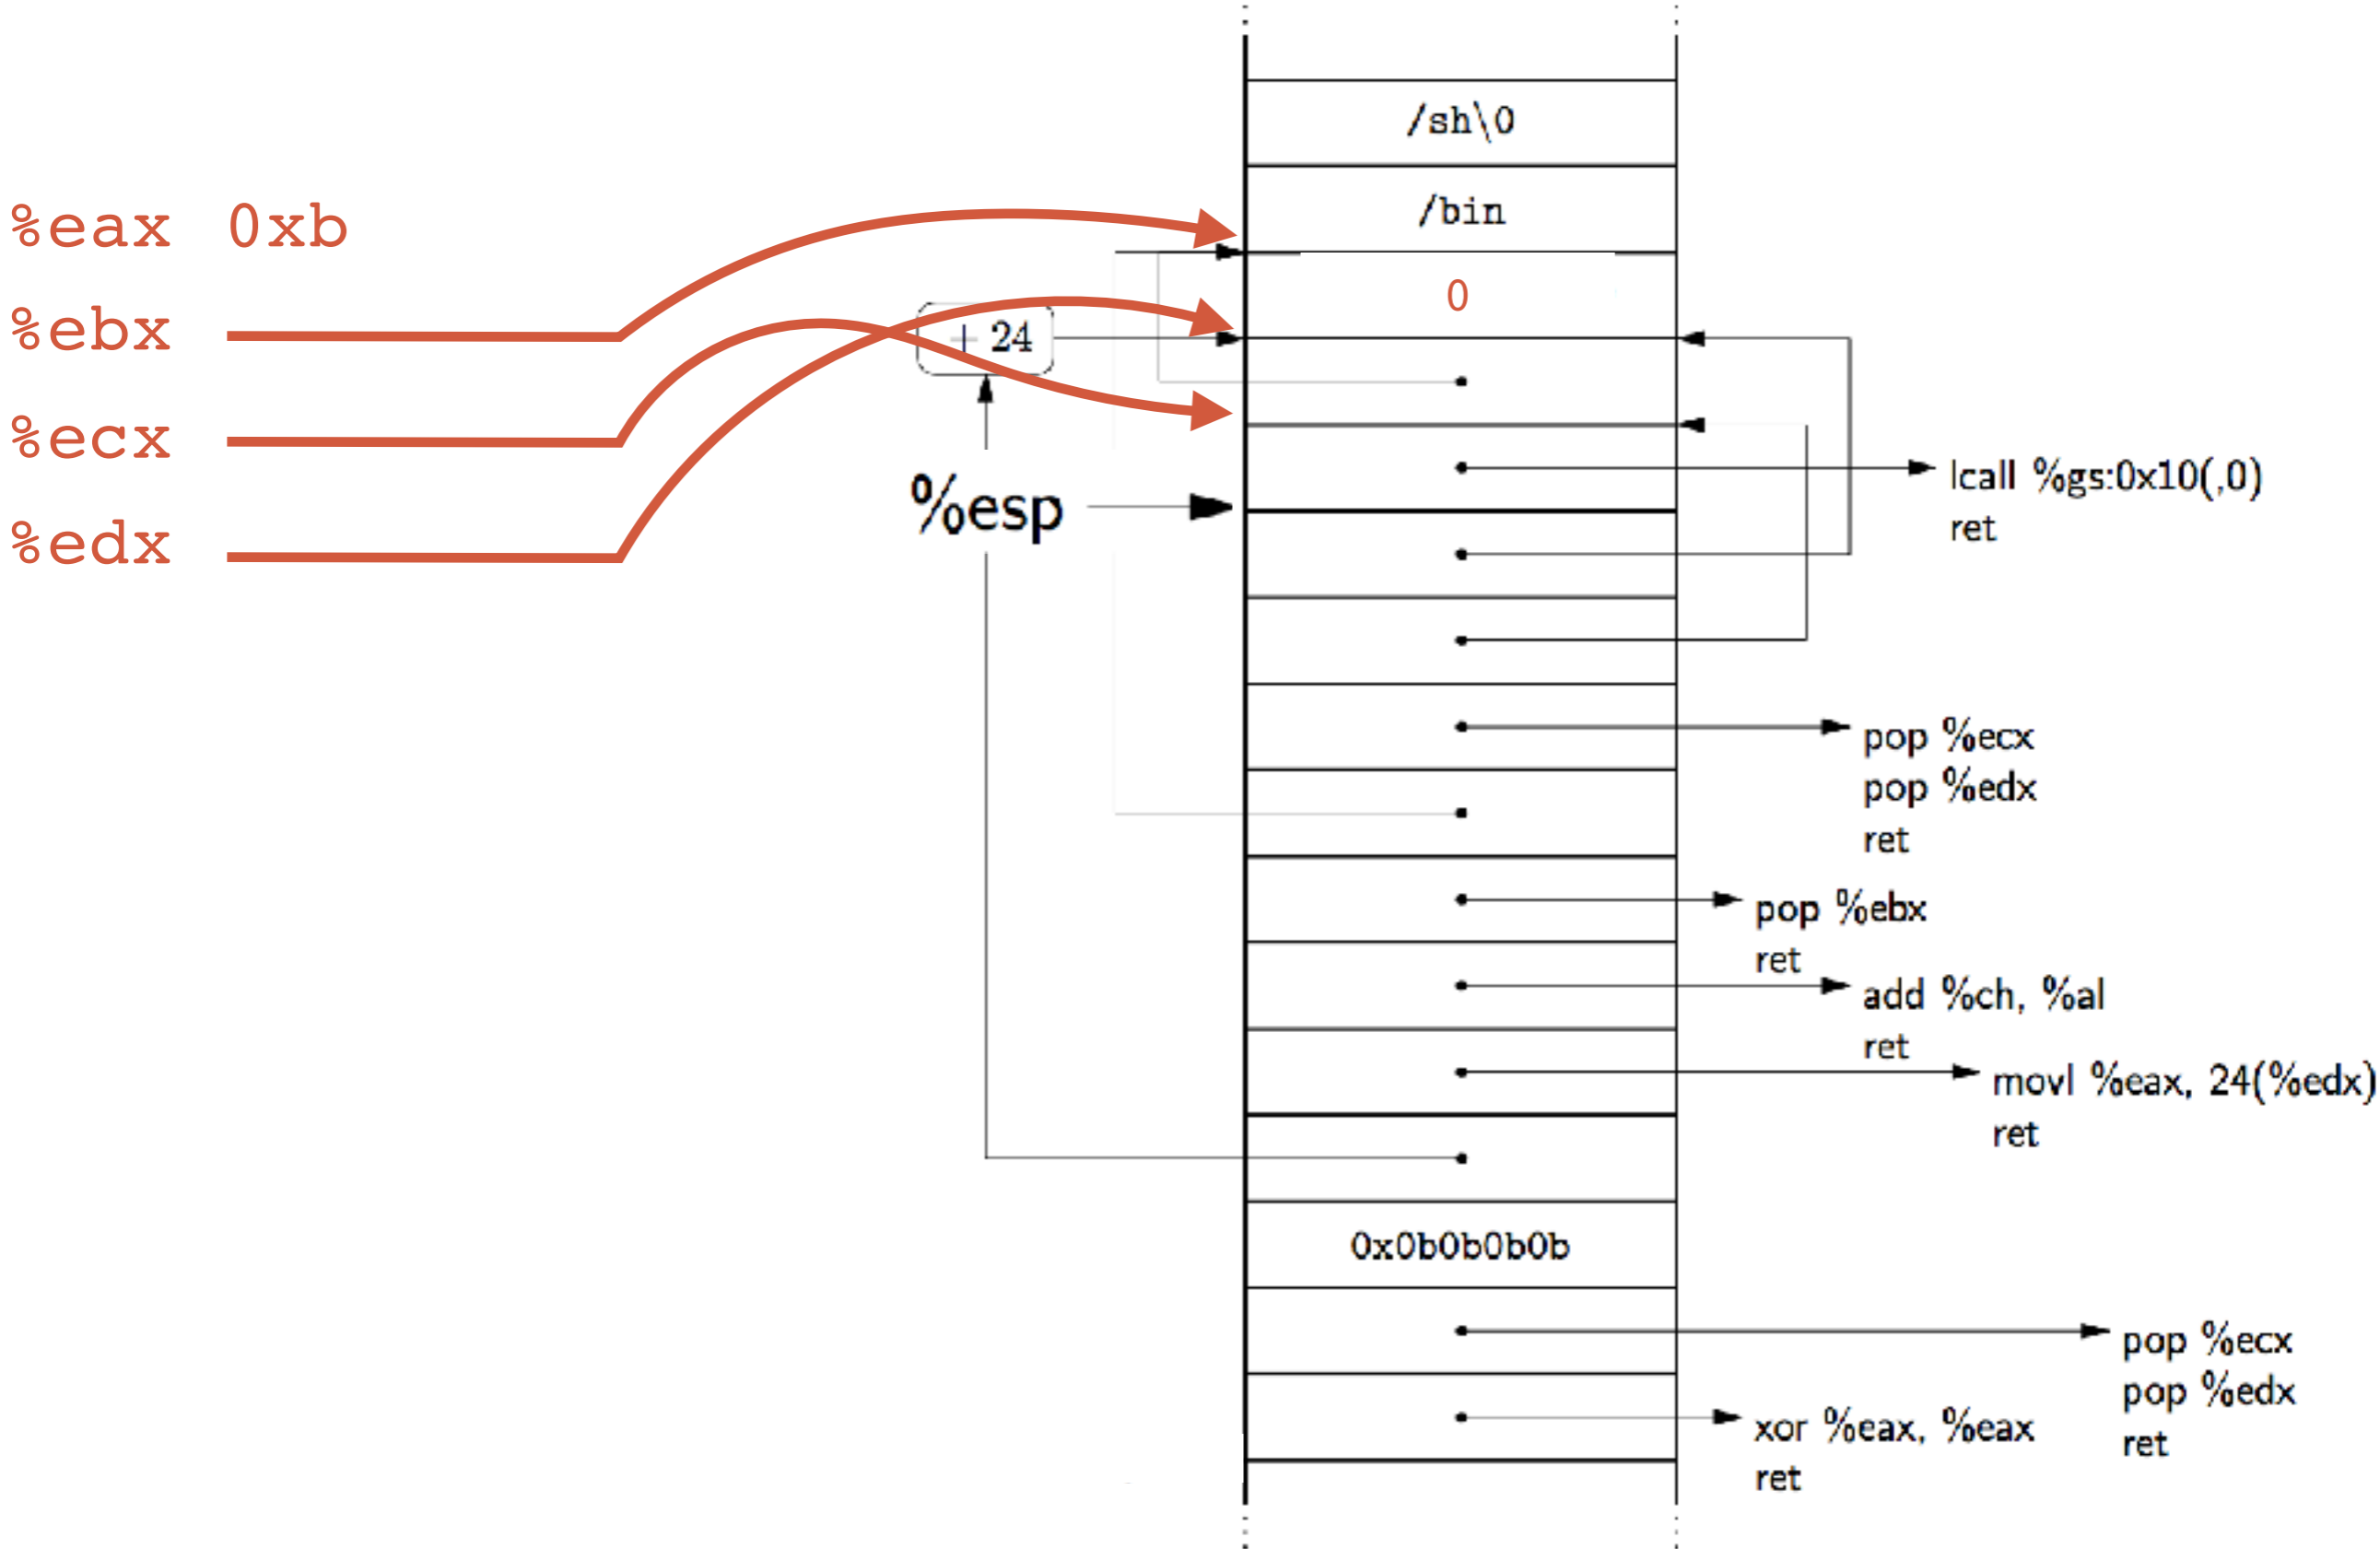 /sh\0
/bin
%eax 0xb
0
%ebx
+ 24
%ecx
lcall %gs:0x10(,0)
ret
%esp
%edx
pop %ecx
pop %edx
ret
pop %ebx
ret
add %ch, %al
ret
movl %eax, 24(%edx)
ret
0x0b0b0b0b
pop %ecx
pop %edx
ret
xor %eax, %eax
ret